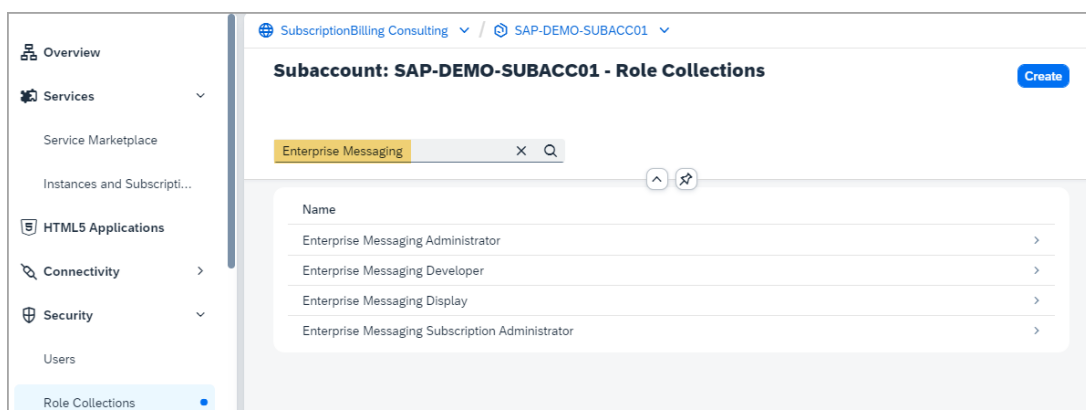 SubscriptionBilling Consulting / SAP-DEMO-SUBACC01
Overview
Services
Service Marketplace
Instances and Subscripti...
HTML5 Applications
Connectivity
Security
Users
Role Collections
Subaccount: SAP-DEMO-SUBACC01 - Role Collections
Create
Enterprise Messaging
Name
Enterprise Messaging Administrator
Enterprise Messaging Developer
Enterprise Messaging Display
Enterprise Messaging Subscription Administrator